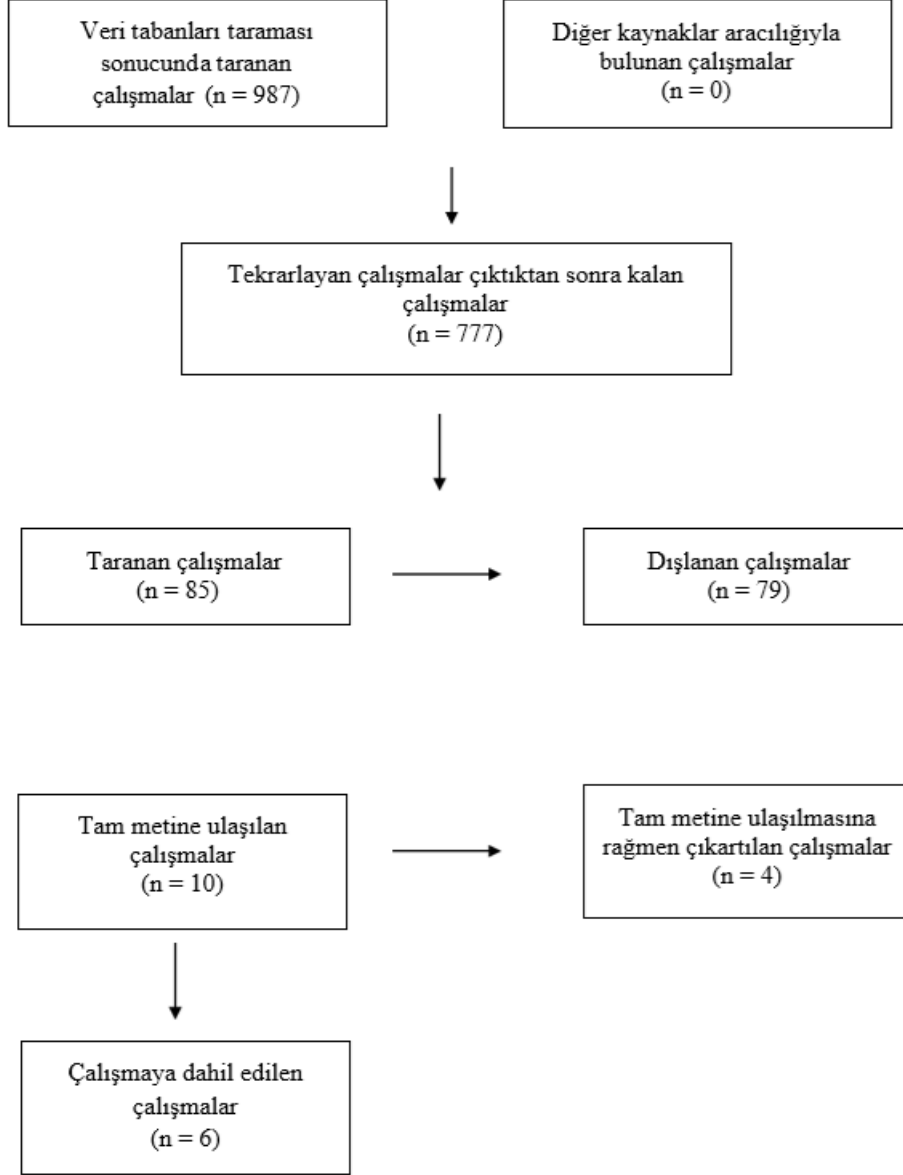 Veri tabanları taraması
sonucunda taranan
çalışmalar (n = 987)
Diğer kaynaklar aracılığıyla
bulunan çalışmalar
(n = 0)
Tekrarlayan çalışmalar çıktıktan sonra kalan
çalışmalar
(n = 777)
Taranan çalışmalar
(n = 85)
Dışlanan çalışmalar
(n = 79)
Tam metine ulaşılan
çalışmalar
(n = 10)
Tam metine ulaşılmasına
rağmen çıkartılan çalışmalar
(n = 4)
Çalışmaya dahil edilen
çalışmalar
(n = 6)